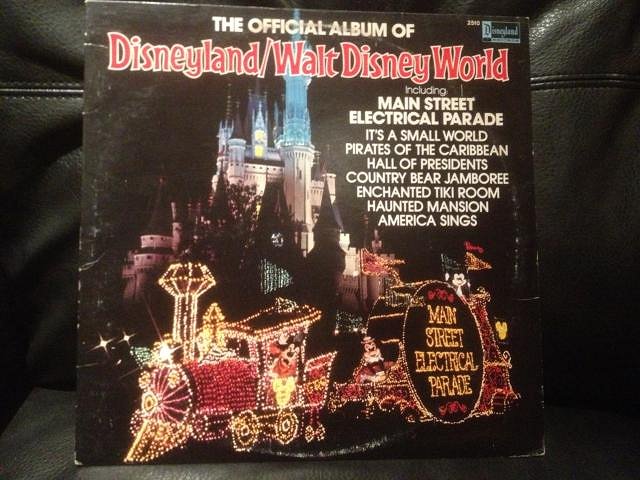 THE OFFICIAL ALBUM OF
2510
Disneyland
Disneyland/Walt Disney World
Including:
MAIN STREET
ELECTRICAL PARADE
IT'S A SMALL WORLD
PIRATES OF THE CARIBBEAN
HALL OF PRESIDENTS
COUNTRY BEAR JAMBOREE
ENCHANTED TIKI ROOM
HAUNTED MANSION
AMERICA SINGS
MAIN
STREET
ELECTRICAL
PARADE